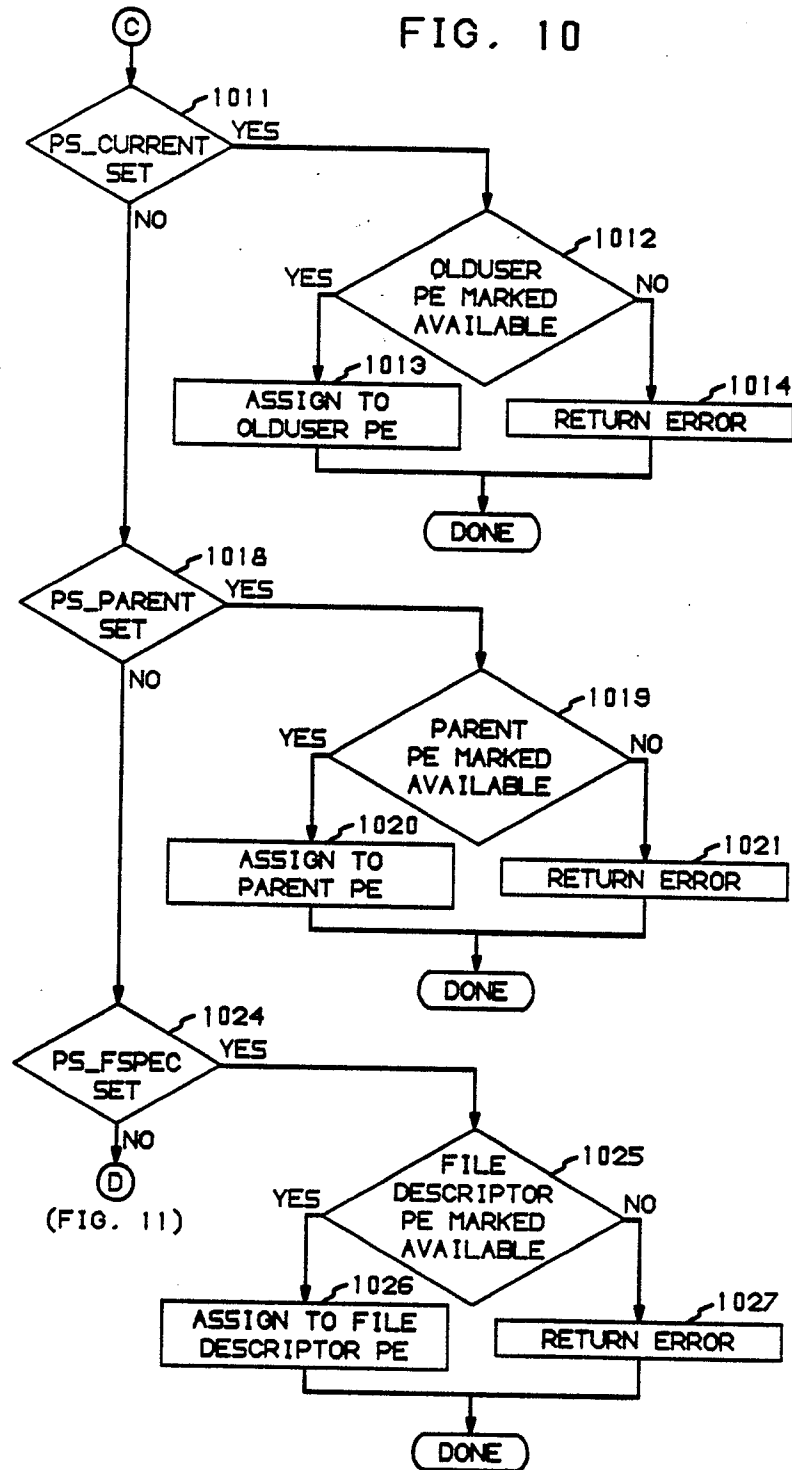 C
FIG. 10
1011
PS_CURRENT
SET
YES
NO
1012
OLDUSER
PE MARKED
AVAILABLE
YES
NO
1013
ASSIGN TO
OLDUSER PE
1014
RETURN ERROR
DONE
1018
PS_PARENT
SET
YES
NO
1019
PARENT
PE MARKED
AVAILABLE
YES
NO
1020
ASSIGN TO
PARENT PE
1021
RETURN ERROR
DONE
1024
PS_FSPEC
SET
YES
NO
D
(FIG. 11)
1025
FILE
DESCRIPTOR
PE MARKED
AVAILABLE
YES
NO
1026
ASSIGN TO FILE
DESCRIPTOR PE
1027
RETURN ERROR
DONE